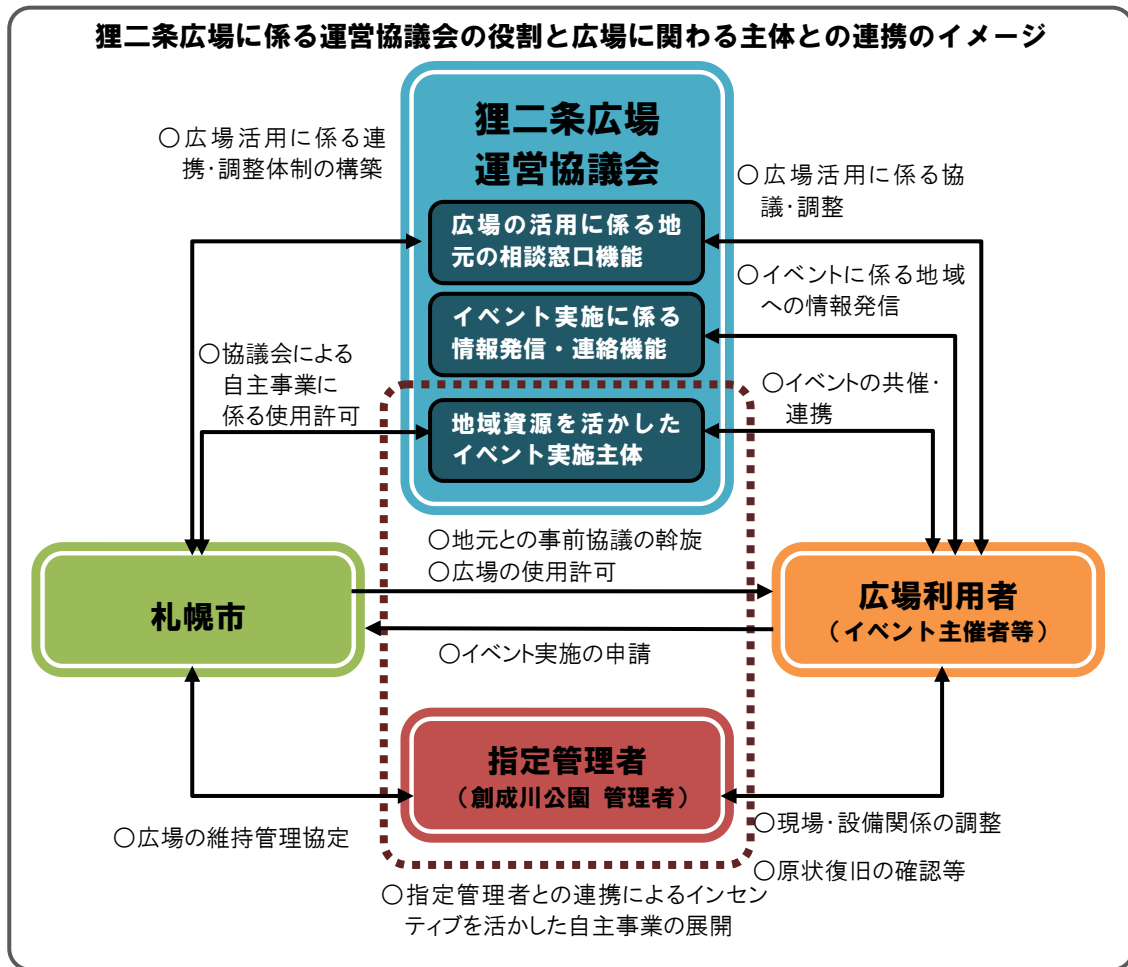 狸二条広場に係る運営協議会の役割と広場に関わる主体との連携のイメージ
狸二条広場
運営協議会
〇広場活用に係る連
携・調整体制の構築
〇広場活用に係る協
議・調整
広場の活用に係る地
元の相談窓口機能
〇イベントに係る地域
への情報発信
イベント実施に係る
情報発信・連絡機能
〇協議会による
自主事業に
係る使用許可
〇イベントの共催・
連携
地域資源を活かした
イベント実施主体
〇地元との事前協議の斡旋
〇広場の使用許可
札幌市
広場利用者
（イベント主催者等）
〇イベント実施の申請
指定管理者
（創成川公園 管理者）
〇広場の維持管理協定
〇現場・設備関係の調整
〇原状復旧の確認等
〇指定管理者との連携によるインセン
ティブを活かした自主事業の展開